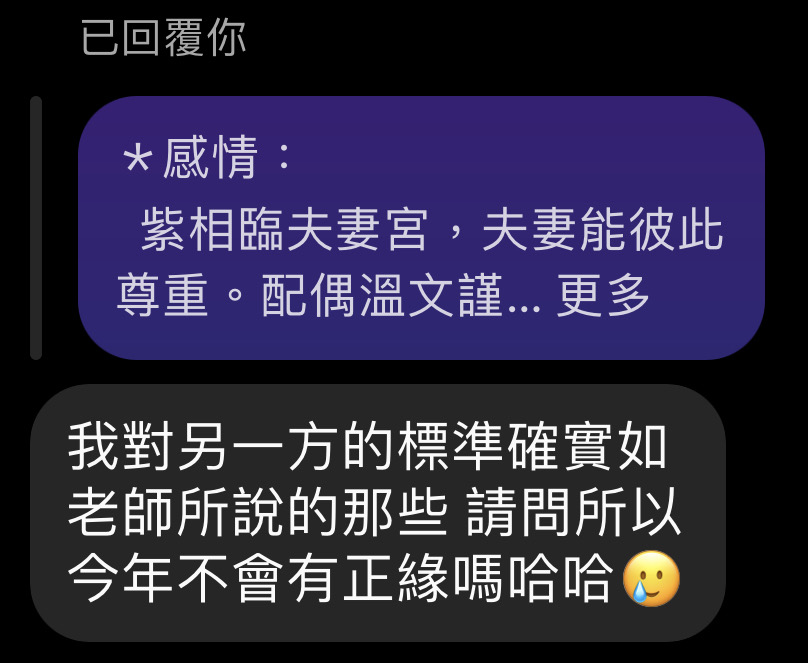 已回覆你
＊感情：
紫相臨夫妻宮，夫妻能彼此
尊重。配偶溫文謹... 更多
我對另一方的標準確實如
老師所說的那些 請問所以
今年不會有正緣嗎哈哈🥲